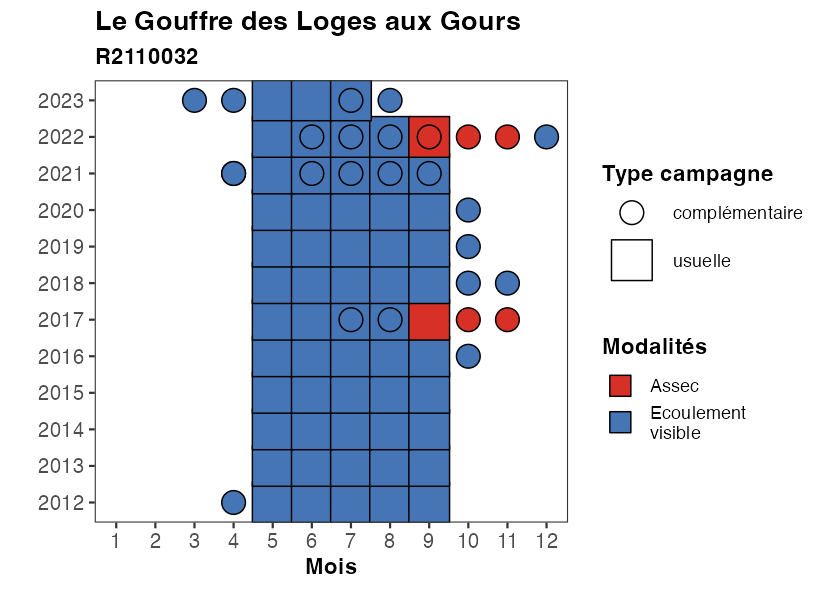 Le Gouffre des Loges aux Gours
R2110032
2023
2022
2021
2020
2019
2018
2017
2016
2015
2014
2013
2012
1 2 3 4 5 6 7 8 9 10 11 12
Mois
Type campagne
complémentaire
usuelle
Modalités
Assec
Ecoulement
visible